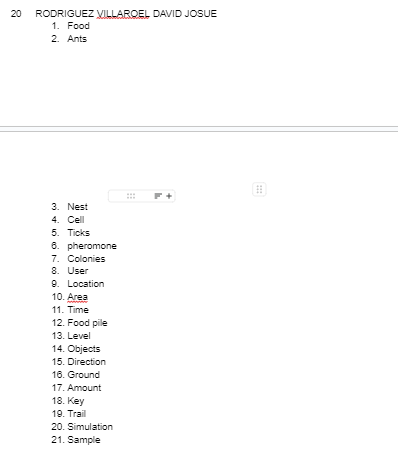 20 RODRIGUEZ VILLAROEL DAVID JOSUE
1. Food
2. Ants
3. Nest
4. Cell
5. Ticks
6. pheromone
7. Colonies
8. User
9. Location
10. Area
11. Time
12. Food pile
13. Level
14. Objects
15. Direction
16. Ground
17. Amount
18. Key
19. Trail
20. Simulation
21. Sample